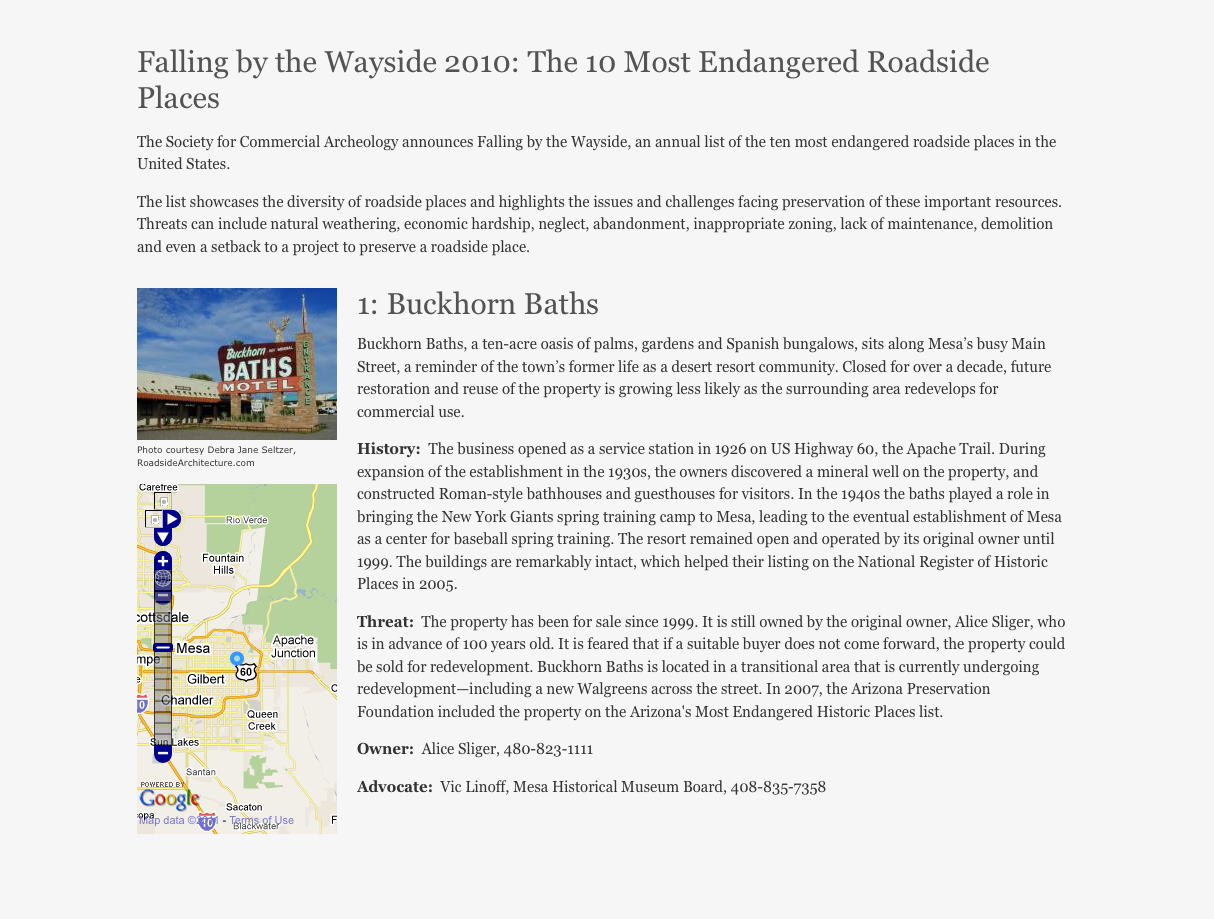 Falling by the Wayside 2010: The 10 Most Endangered Roadside
Places
The Society for Commercial Archeology announces Falling by the Wayside, an annual list of the ten most endangered roadside places in the
United States.
The list showcases the diversity of roadside places and highlights the issues and challenges facing preservation of these important resources.
Threats can include natural weathering, economic hardship, neglect, abandonment, inappropriate zoning, lack of maintenance, demolition
and even a setback to a project to preserve a roadside place.
Buckhorn
BATHS
MOTEL
ENTRANCE
Photo courtesy Debra Jane Seltzer,
RoadsideArchitecture.com
Carefree
Rio Verde
Fountain
Hills
cottsdale
Mesa
Apache
Junction
mpe
60
Gilbert
Chandler
Queen
Creek
Sun Lakes
Santan
POWERED BY
Google
Sacaton
opa
Map data © - Terms of Use
10
Blackwater
1: Buckhorn Baths
Buckhorn Baths, a ten-acre oasis of palms, gardens and Spanish bungalows, sits along Mesa’s busy Main
Street, a reminder of the town’s former life as a desert resort community. Closed for over a decade, future
restoration and reuse of the property is growing less likely as the surrounding area redevelops for
commercial use.
History: The business opened as a service station in 1926 on US Highway 60, the Apache Trail. During
expansion of the establishment in the 1930s, the owners discovered a mineral well on the property, and
constructed Roman-style bathhouses and guesthouses for visitors. In the 1940s the baths played a role in
bringing the New York Giants spring training camp to Mesa, leading to the eventual establishment of Mesa
as a center for baseball spring training. The resort remained open and operated by its original owner until
1999. The buildings are remarkably intact, which helped their listing on the National Register of Historic
Places in 2005.
Threat: The property has been for sale since 1999. It is still owned by the original owner, Alice Sliger, who
is in advance of 100 years old. It is feared that if a suitable buyer does not come forward, the property could
be sold for redevelopment. Buckhorn Baths is located in a transitional area that is currently undergoing
redevelopment—including a new Walgreens across the street. In 2007, the Arizona Preservation
Foundation included the property on the Arizona's Most Endangered Historic Places list.
Owner: Alice Sliger, 480-823-1111
Advocate: Vic Linoff, Mesa Historical Museum Board, 408-835-7358